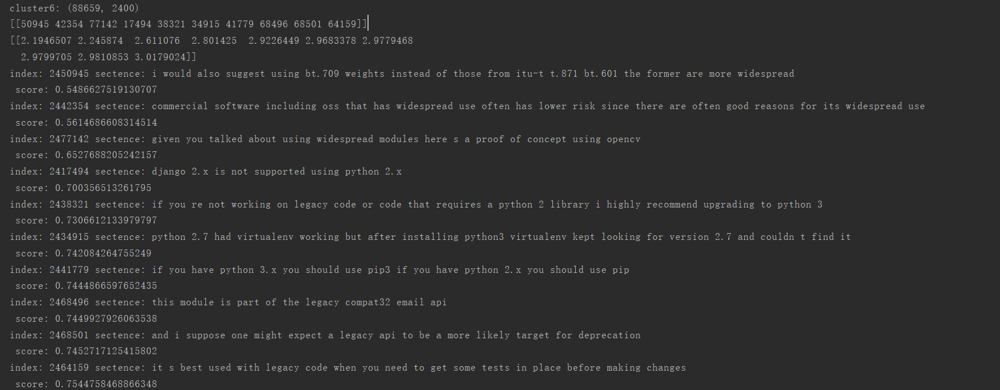 cluster6: (88659, 2400)
[[50945 42354 77142 17494 38321 34915 41779 68496 68501 64159]]
[[2.1946507 2.245874  2.611076  2.801425  2.9226449 2.9683378 2.9779468
  2.9799705 2.9810853 3.0179024]]
index: 2450945 sectence: i would also suggest using bt.709 weights instead of those from itu-t t.871 bt.601 the former are more widespread
 score: 0.5486627519130707
index: 2442354 sectence: commercial software including oss that has widespread use often has lower risk since there are often good reasons for its widespread use
 score: 0.5614686608314514
index: 2477142 sectence: given you talked about using widespread modules here s a proof of concept using opencv
 score: 0.6527688205242157
index: 2417494 sectence: django 2.x is not supported using python 2.x
 score: 0.700356513261795
index: 2438321 sectence: if you re not working on legacy code or code that requires a python 2 library i highly recommend upgrading to python 3
 score: 0.7306612133979797
index: 2434915 sectence: python 2.7 had virtualenv working but after installing python3 virtualenv kept looking for version 2.7 and couldn t find it
 score: 0.742084264755249
index: 2441779 sectence: if you have python 3.x you should use pip3 if you have python 2.x you should use pip
 score: 0.7444866597652435
index: 2468496 sectence: this module is part of the legacy compat32 email api
 score: 0.7449927926063538
index: 2468501 sectence: and i suppose one might expect a legacy api to be a more likely target for deprecation
 score: 0.7452717125415802
index: 2464159 sectence: it s best used with legacy code when you need to get some tests in place before making changes
 score: 0.7544758468866348